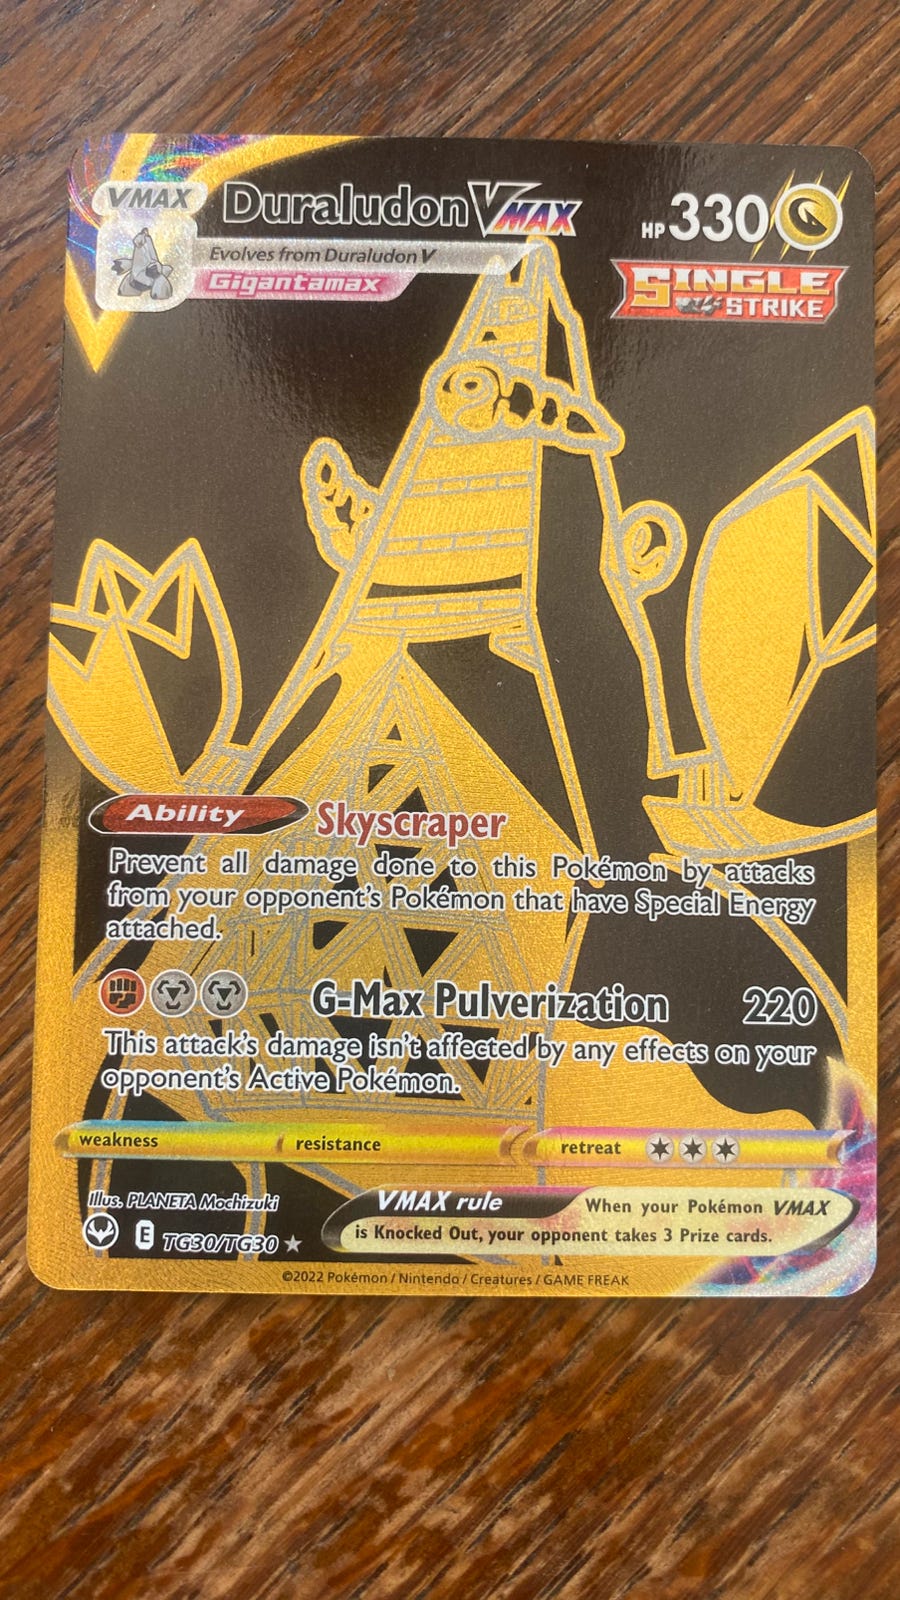 VMAX
Duraludon VMAX
HP 330
Evolves from Duraludon V
Gigantamax
SINGLE
STRIKE
Ability Skyscraper
Prevent all damage done to this Pokémon by attacks
from your opponent's Pokémon that have Special Energy
attached.
G-Max Pulverization 220
This attack's damage isn't affected by any effects on your
opponent's Active Pokémon.
weakness resistance retreat
Illus. PLANETA Mochizuki
E TG30/TG30
VMAX rule When your Pokémon VMAX
is Knocked Out, your opponent takes 3 Prize cards.
©2022 Pokémon / Nintendo / Creatures / GAME FREAK